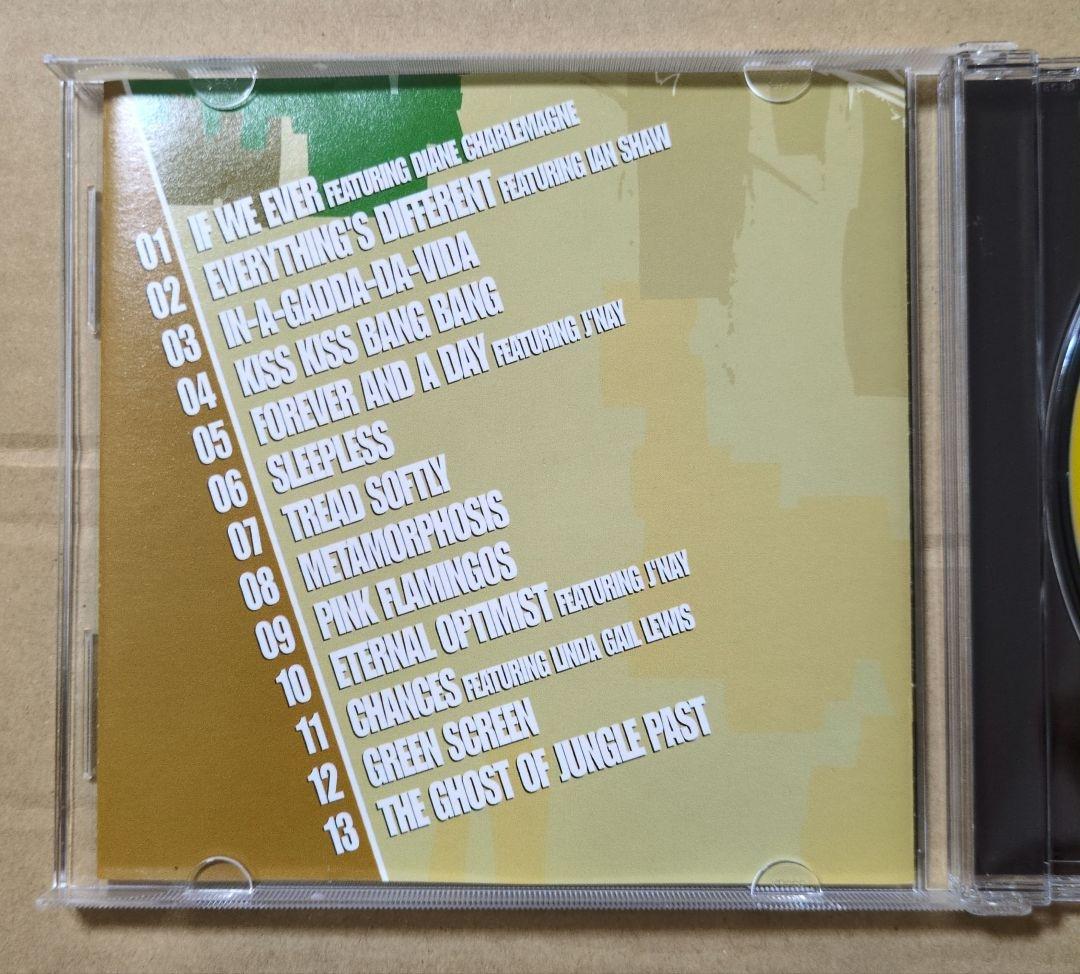 01 IF WE EVER FEATURING DIANE CHARLEMAGNE
02 EVERYTHING'S DIFFERENT FEATURING IAN SHAW
03 IN-A-GADDA-DA-VIDA
04 KISS KISS BANG BANG
05 FOREVER AND A DAY FEATURING J'NAY
06 SLEEPLESS
07 TREAD SOFTLY
08 METAMORPHOSIS
09 PINK FLAMINGOS
10 ETERNAL OPTIMIST FEATURING J'NAY
11 CHANCES FEATURING LINDA GAIL LEWIS
12 GREEN SCREEN
13 THE GHOST OF JUNGLE PAST